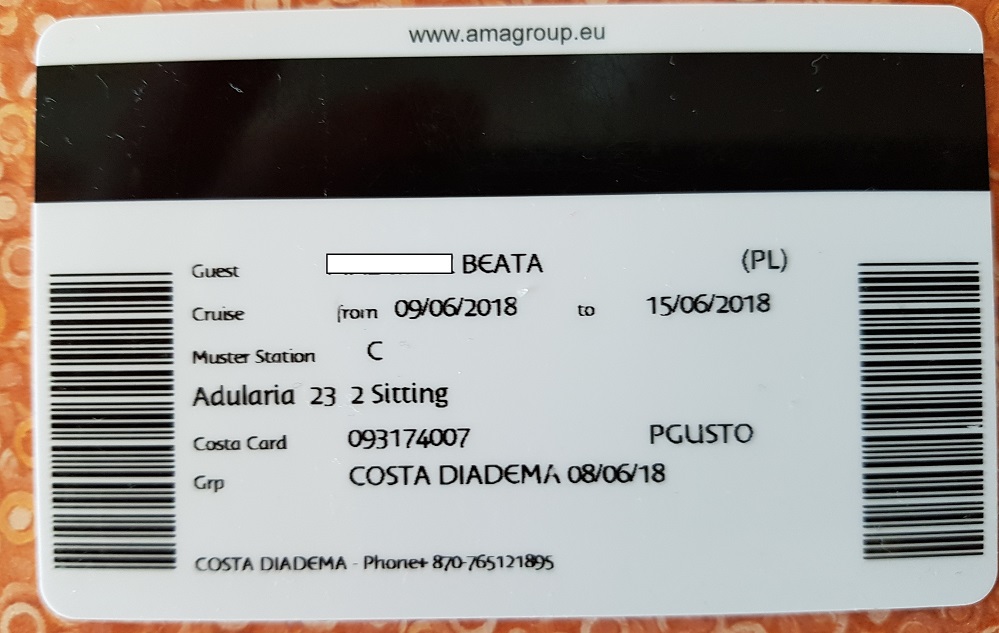 www.amagroup.eu
Guest BEATA (PL)
Cruise from 09/06/2018 to 15/06/2018
Muster Station C
Adularia 23 2 Sitting
Costa Card 093174007 PGUSTO
Grp COSTA DIADEMA 08/06/18
COSTA DIADEMA - Phone+ 870-765121895